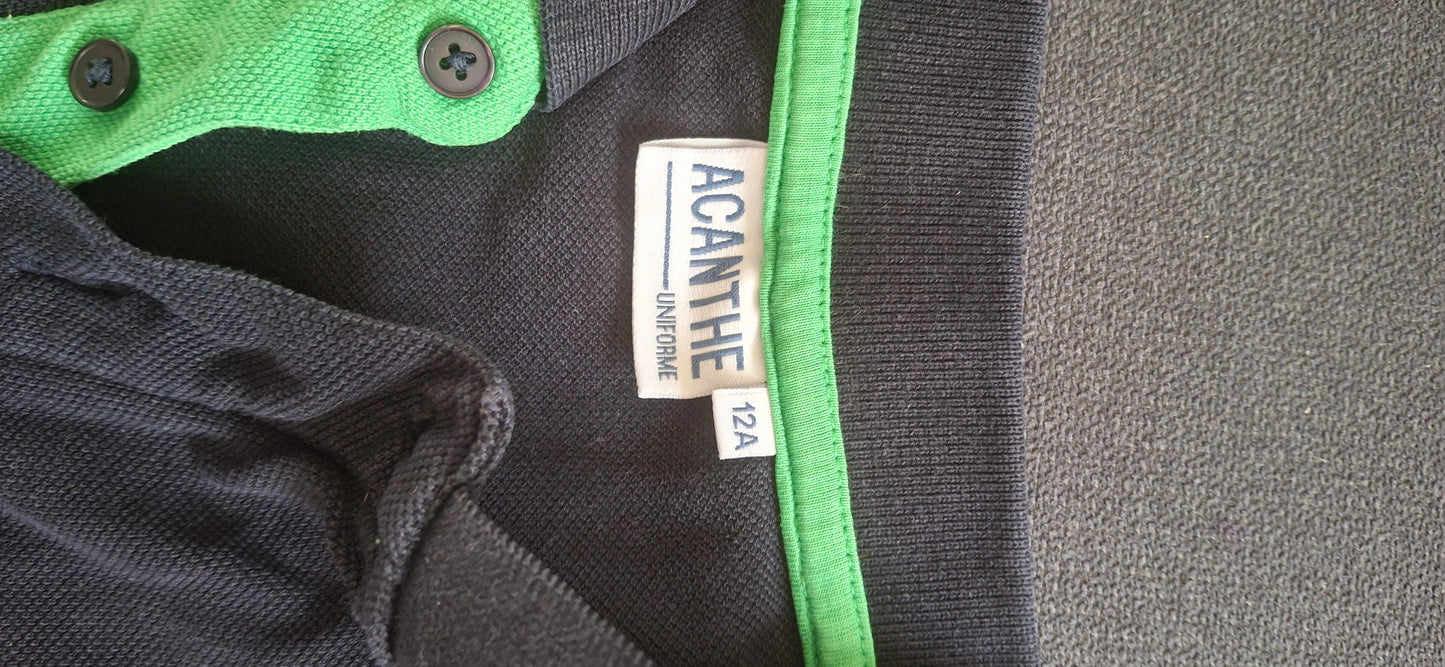 ACANTHE
UNIFORME
12A